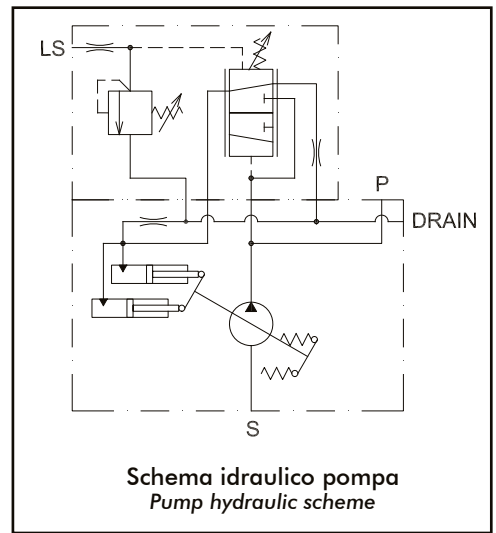 LS
P
DRAIN
S
Schema idraulico pompa
Pump hydraulic scheme